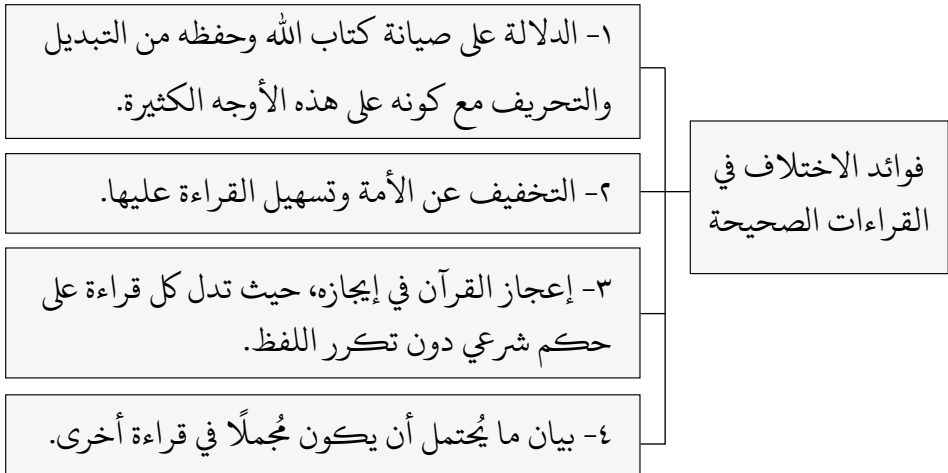 فوائد الاختلاف في
القراءات الصحيحة
١- الدلالة على صيانة كتاب الله وحفظه من التبديل
والتحريف مع كونه على هذه الأوجه الكثيرة.
٢- التخفيف عن الأمة وتسهيل القراءة عليها.
٣- إعجاز القرآن في إيجازه، حيث تدل كل قراءة على
حكم شرعي دون تكرر اللفظ.
٤- بيان ما يُحتمل أن يكون مُجملًا في قراءة أخرى.